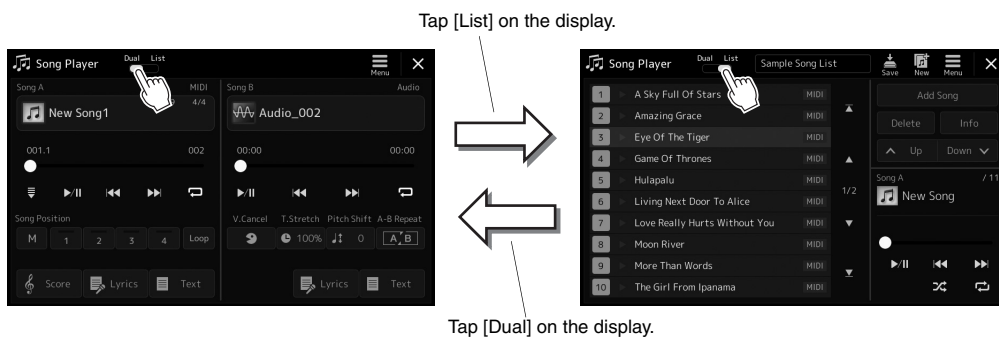 Tap [List] on the display.
Song Player Dual List Menu
Song A MIDI
4/4
New Song1
001.1 002
Song Position
M 1 2 3 4 Loop
Score Lyrics Text
Song B Audio
Audio_002
00:00 00:00
V.Cancel T.Stretch Pitch Shift A-B Repeat
100% 0 A B
Lyrics Text
Song Player Dual List Sample Song List Save New Menu
1 A Sky Full Of Stars MIDI
2 Amazing Grace MIDI
3 Eye Of The Tiger MIDI
4 Game Of Thrones MIDI
5 Hulapalu MIDI
6 Living Next Door To Alice MIDI
7 Love Really Hurts Without You MIDI
8 Moon River MIDI
9 More Than Words MIDI
10 The Girl From Ipanama MIDI
1/2
Add Song
Delete Info
Up Down
Song A / 11
New Song
Tap [Dual] on the display.